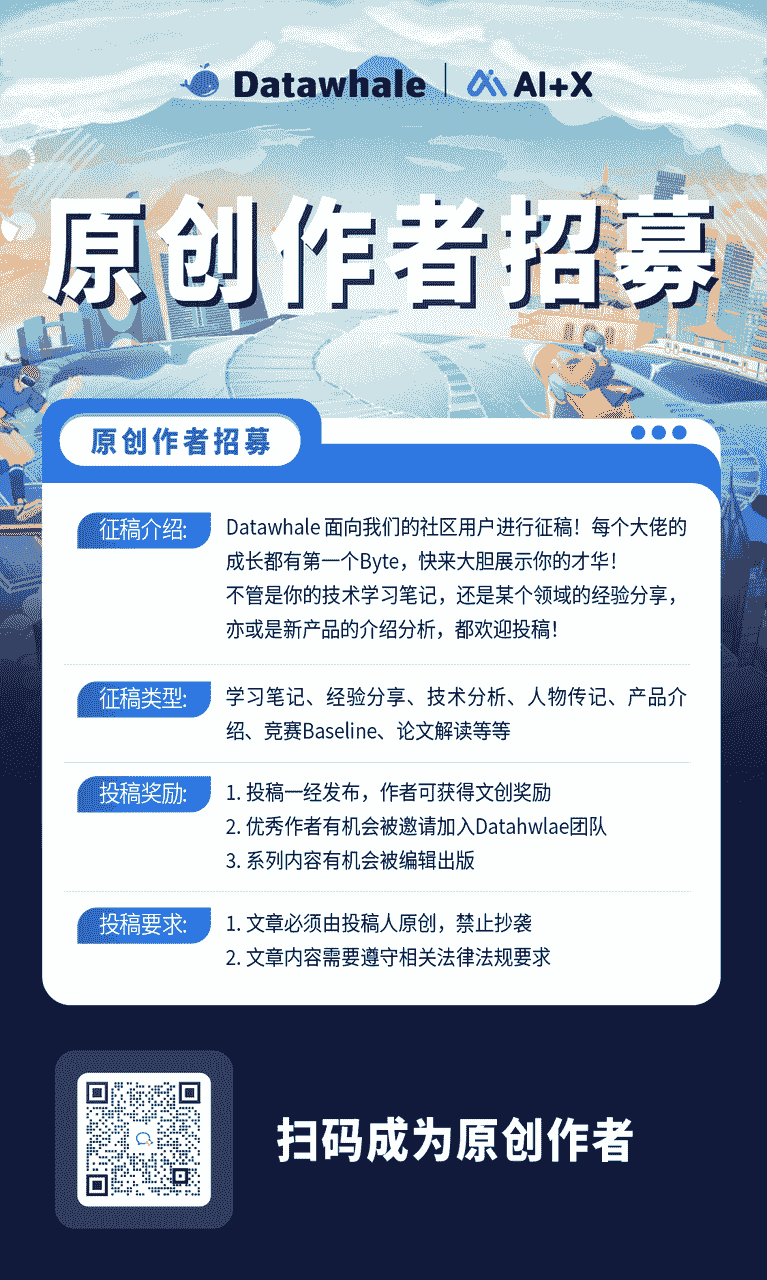 Datawhale | AI+X
原创作者招募
原创作者招募
征稿介绍:
Datawhale 面向我们的社区用户进行征稿！每个大佬的
成长都有第一个Byte，快来大胆展示你的才华！
不管是你的技术学习笔记，还是某个领域的经验分享，
亦或是新产品的介绍分析，都欢迎投稿！
征稿类型:
学习笔记、经验分享、技术分析、人物传记、产品介
绍、竞赛Baseline、论文解读等等
投稿奖励:
1. 投稿一经发布，作者可获得文创奖励
2. 优秀作者有机会被邀请加入Datahwlae团队
3. 系列内容有机会被编辑出版
投稿要求:
1. 文章必须由投稿人原创，禁止抄袭
2. 文章内容需要遵守相关法律法规要求
扫码成为原创作者